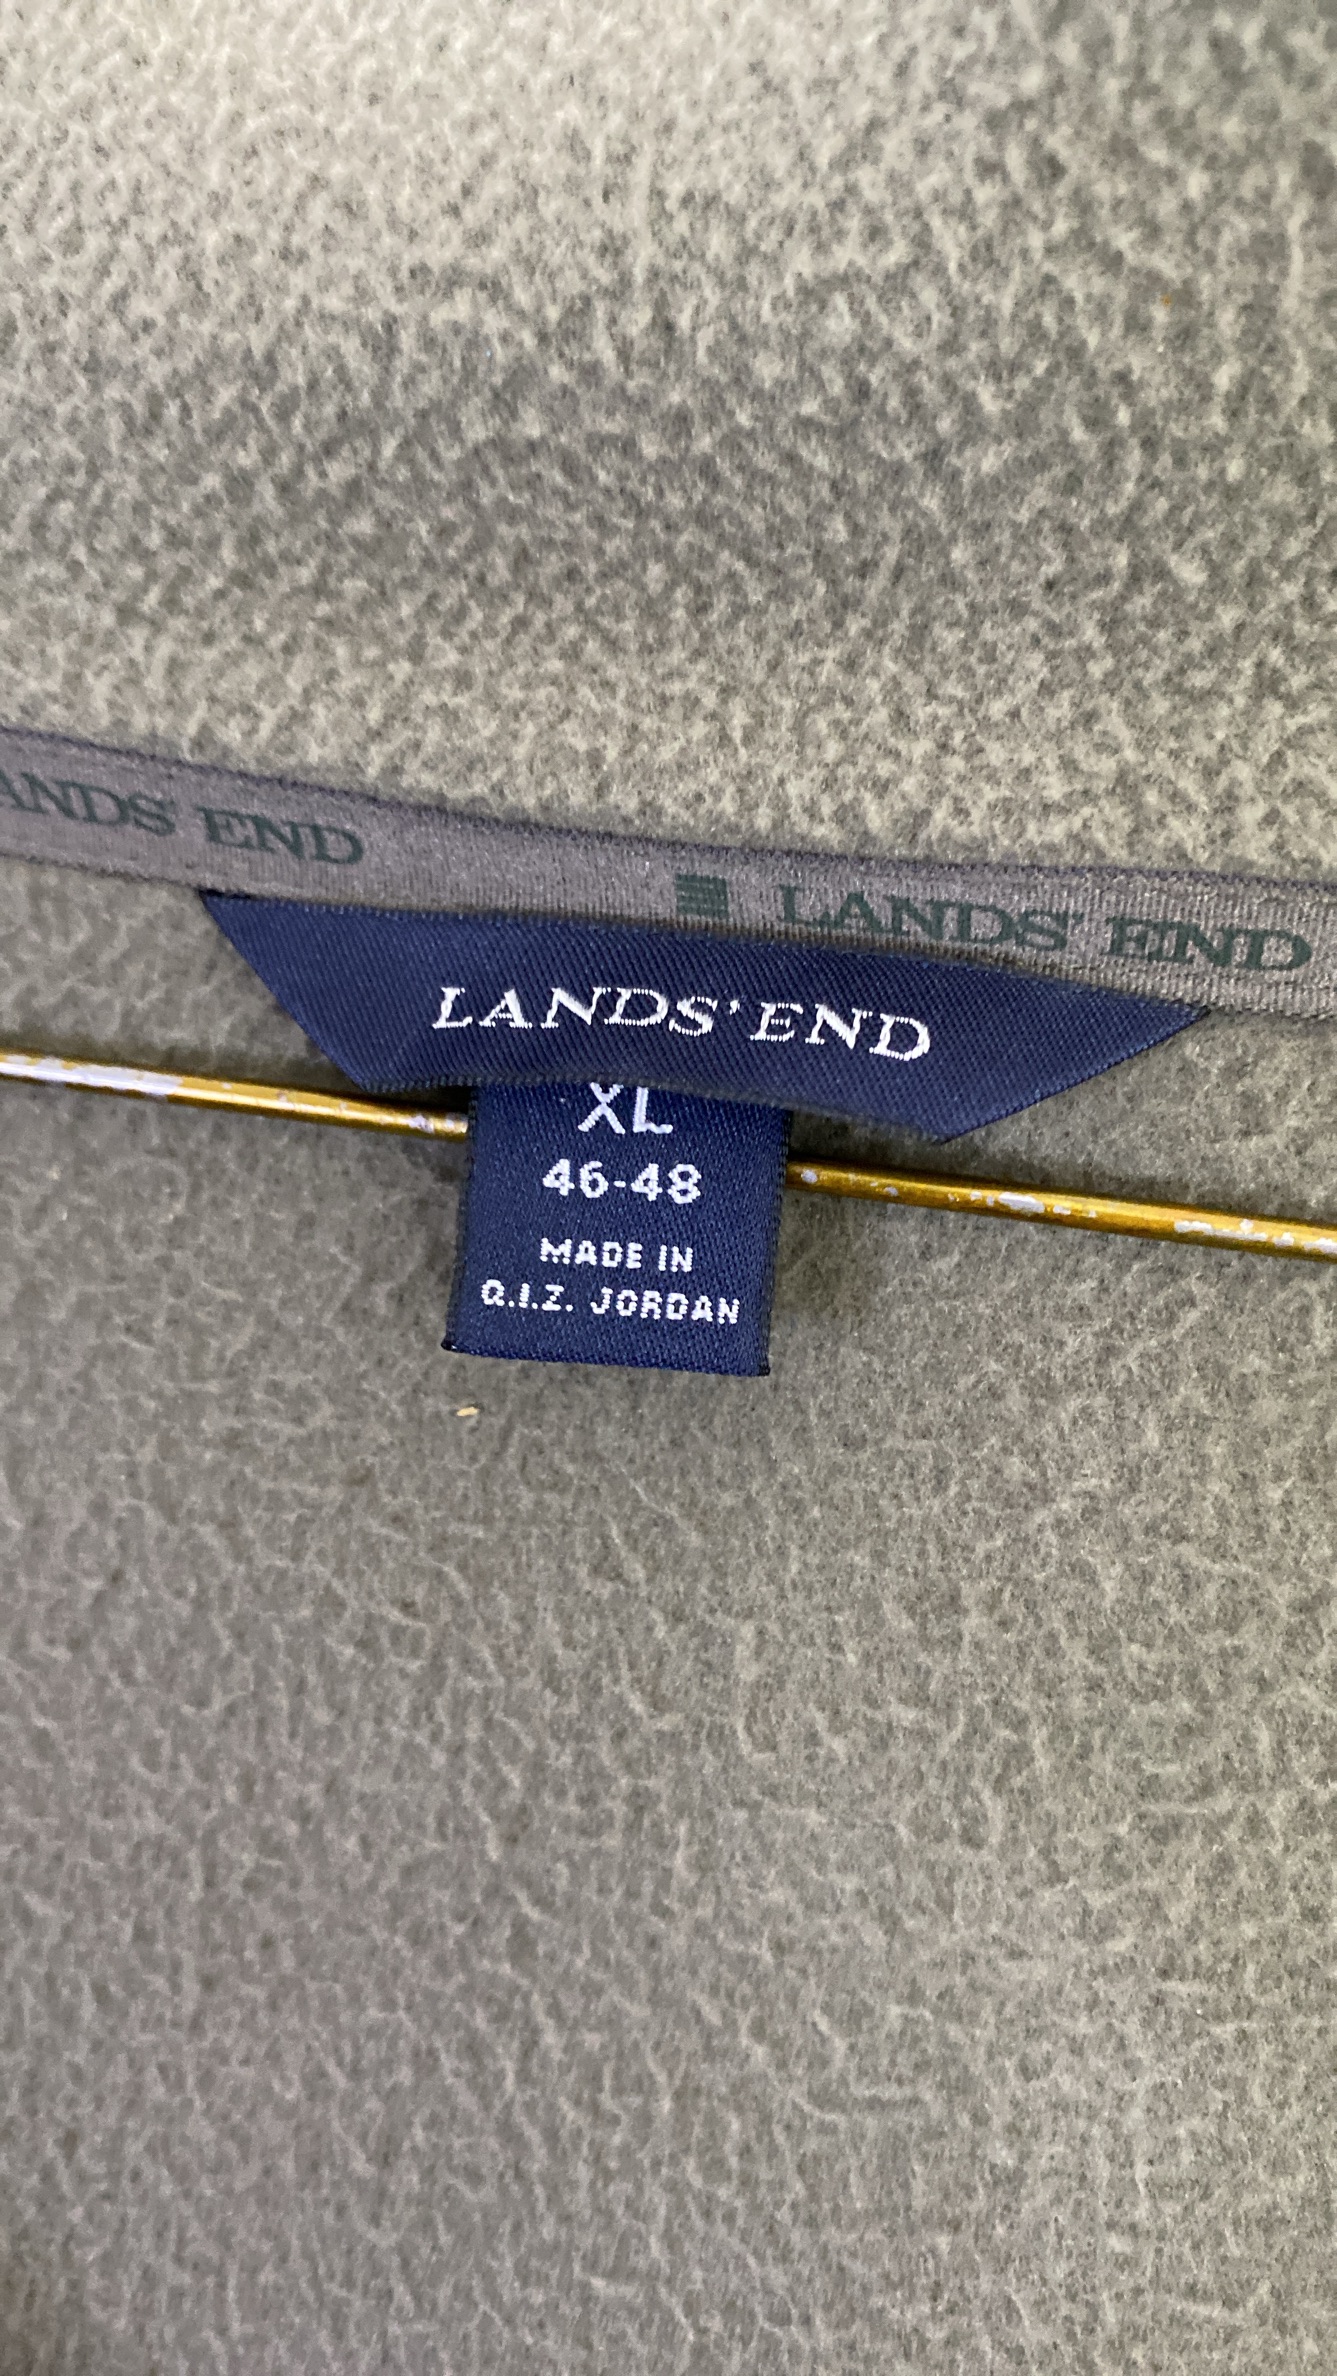 ANDS' END
LANDS' END
LANDS' END
XL
46-48
MADE IN
Q.I.Z. JORDAN